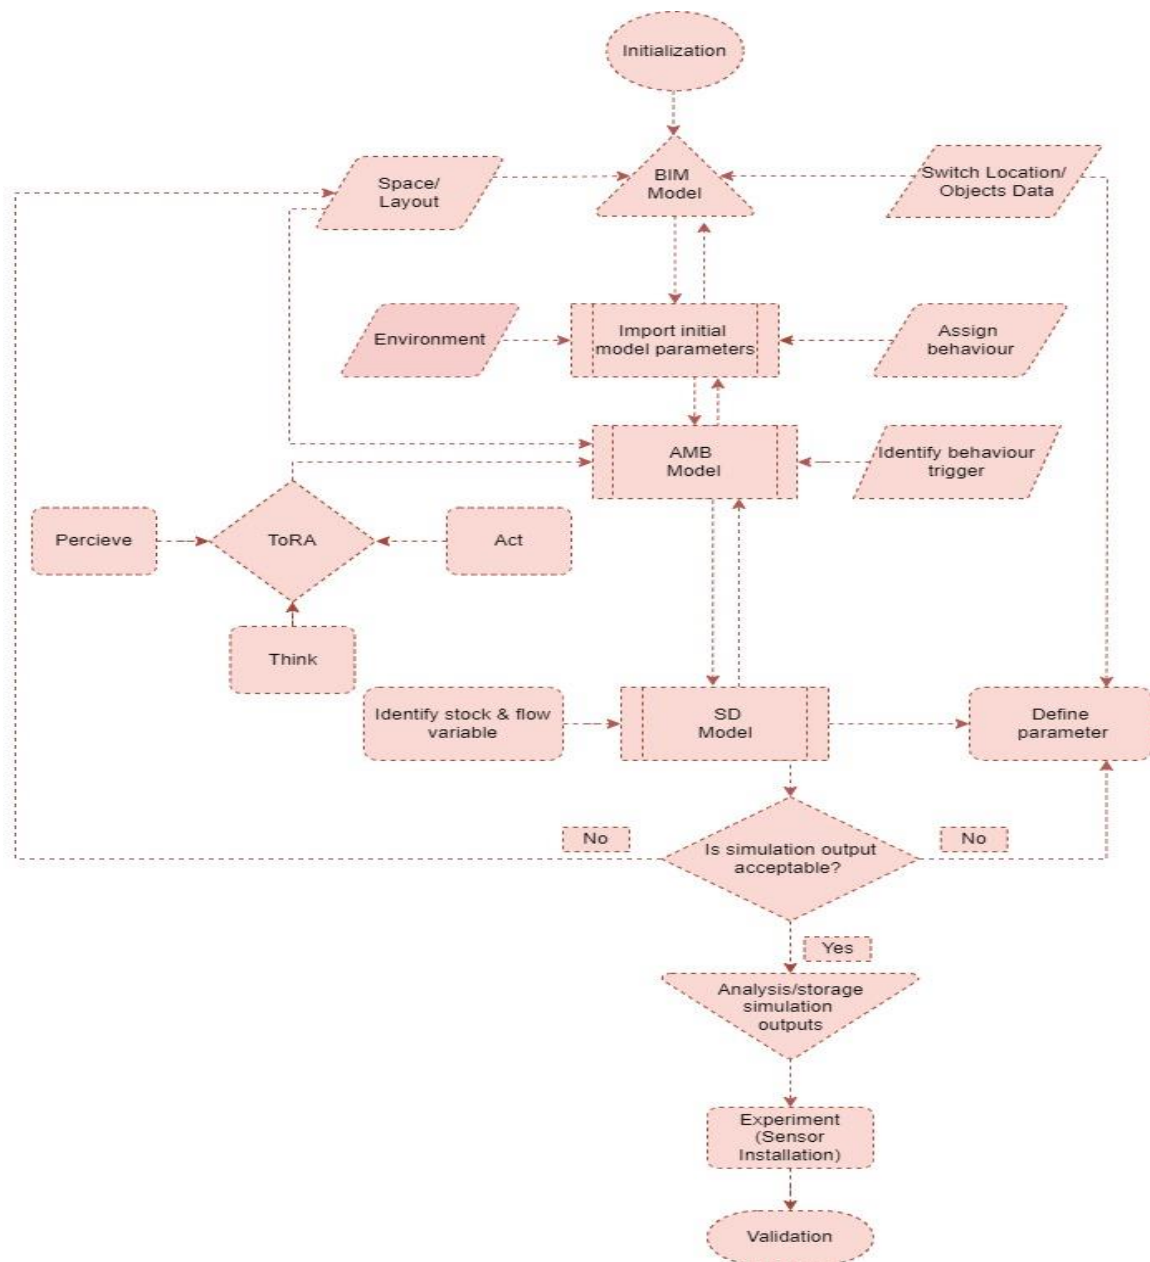 Initialization
Space/
Layout
BIM
Model
Switch Location/
Objects Data
Environment
Import initial
model parameters
Assign
behaviour
AMB
Model
Identify behaviour
trigger
Percieve
ToRA
Act
Think
Identify stock & flow
variable
SD
Model
Define
parameter
No
Is simulation output
acceptable?
No
Yes
Analysis/storage
simulation
outputs
Experiment
(Sensor
Installation)
Validation